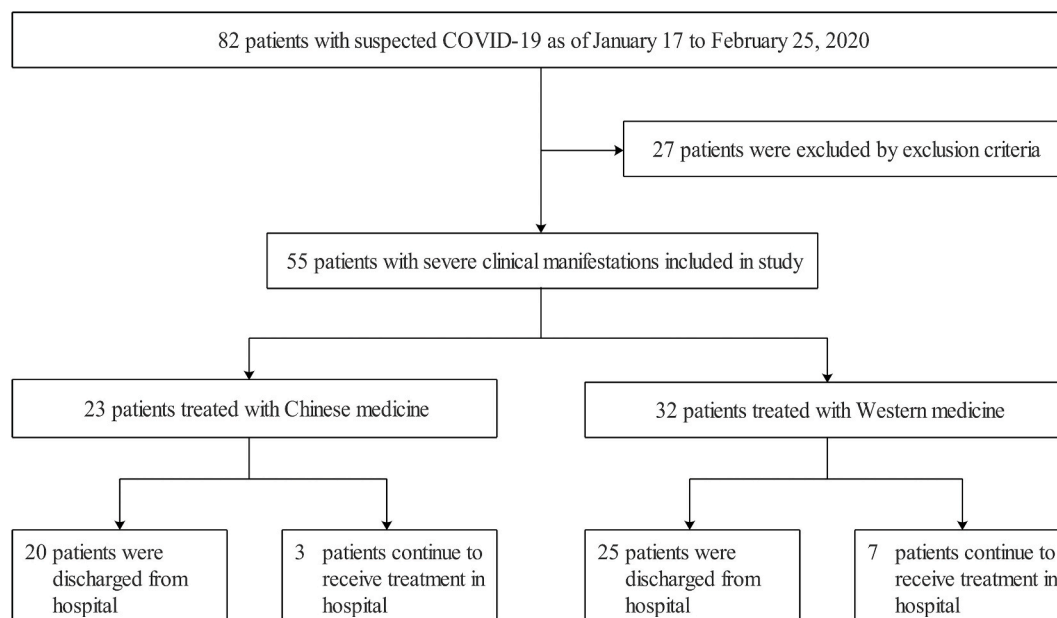 82 patients with suspected COVID-19 as of January 17 to February 25, 2020
27 patients were excluded by exclusion criteria
55 patients with severe clinical manifestations included in study
23 patients treated with Chinese medicine
32 patients treated with Western medicine
20 patients were
discharged from
hospital
3 patients continue to
receive treatment in
hospital
25 patients were
discharged from
hospital
7 patients continue to
receive treatment in
hospital